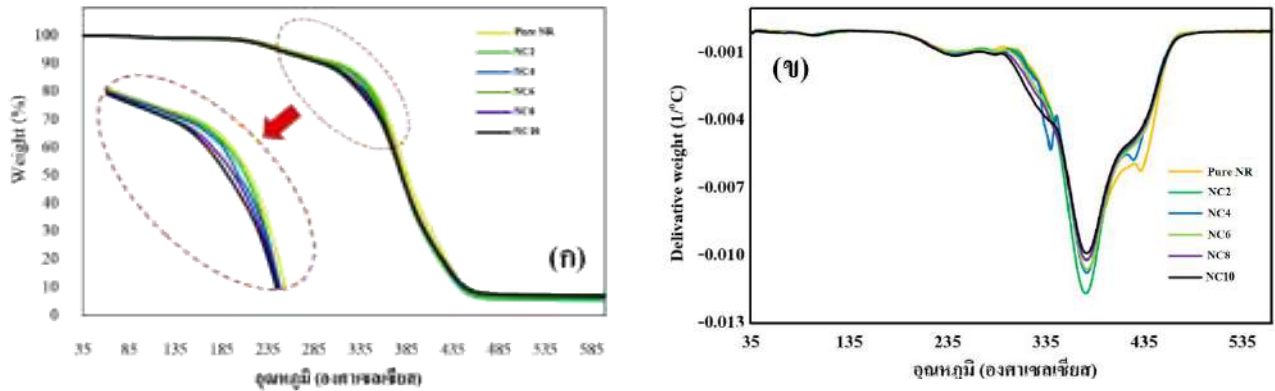 100
90
80
70
60
50
40
30
20
10
0
Weight (%)
35 85 135 185 235 285 335 385 435 485 535 585
อุณหภูมิ (องศาเซลเซียส)
Pure NR
NC2
NC4
NC6
NC8
NC10
(ก)
-0.001
-0.004
-0.007
-0.010
-0.013
Delivative weight (1/°C)
35 135 235 335 435 535
อุณหภูมิ (องศาเซลเซียส)
(ข)
Pure NR
NC2
NC4
NC6
NC8
NC10